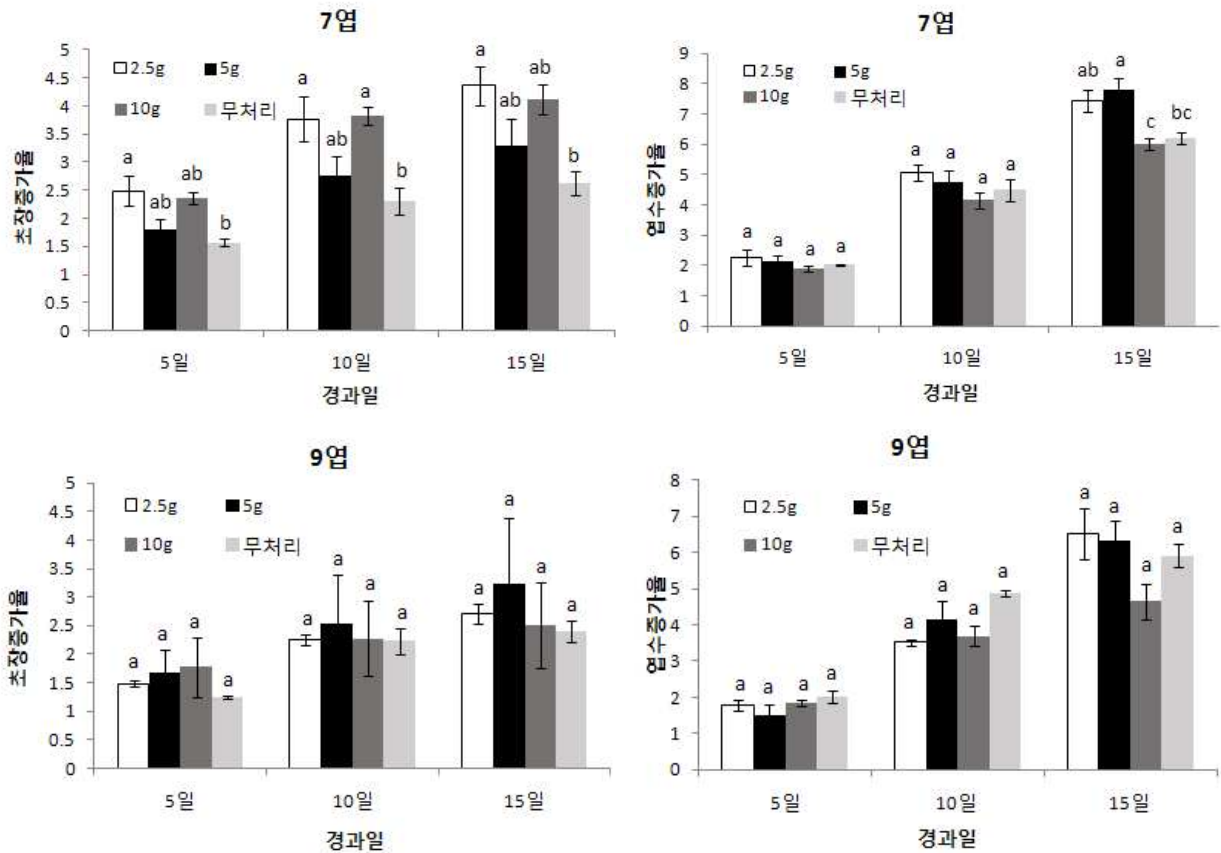 7엽
초장증가율
5
4.5
4
3.5
3
2.5
2
1.5
1
0.5
0
2.5g 5g
10g 무처리
a ab ab b
a ab a b
a ab ab b
5일 10일 15일
경과일
7엽
엽수증가율
9
8
7
6
5
4
3
2
1
0
2.5g 5g
10g 무처리
a a a a
a a a a
ab a c bc
5일 10일 15일
경과일
9엽
초장증가율
5
4.5
4
3.5
3
2.5
2
1.5
1
0.5
0
2.5g 5g
10g 무처리
a a a a
a a a a
a a a a
5일 10일 15일
경과일
9엽
엽수증가율
8
7
6
5
4
3
2
1
0
2.5g 5g
10g 무처리
a a a a
a a a a
a a a a
5일 10일 15일
경과일